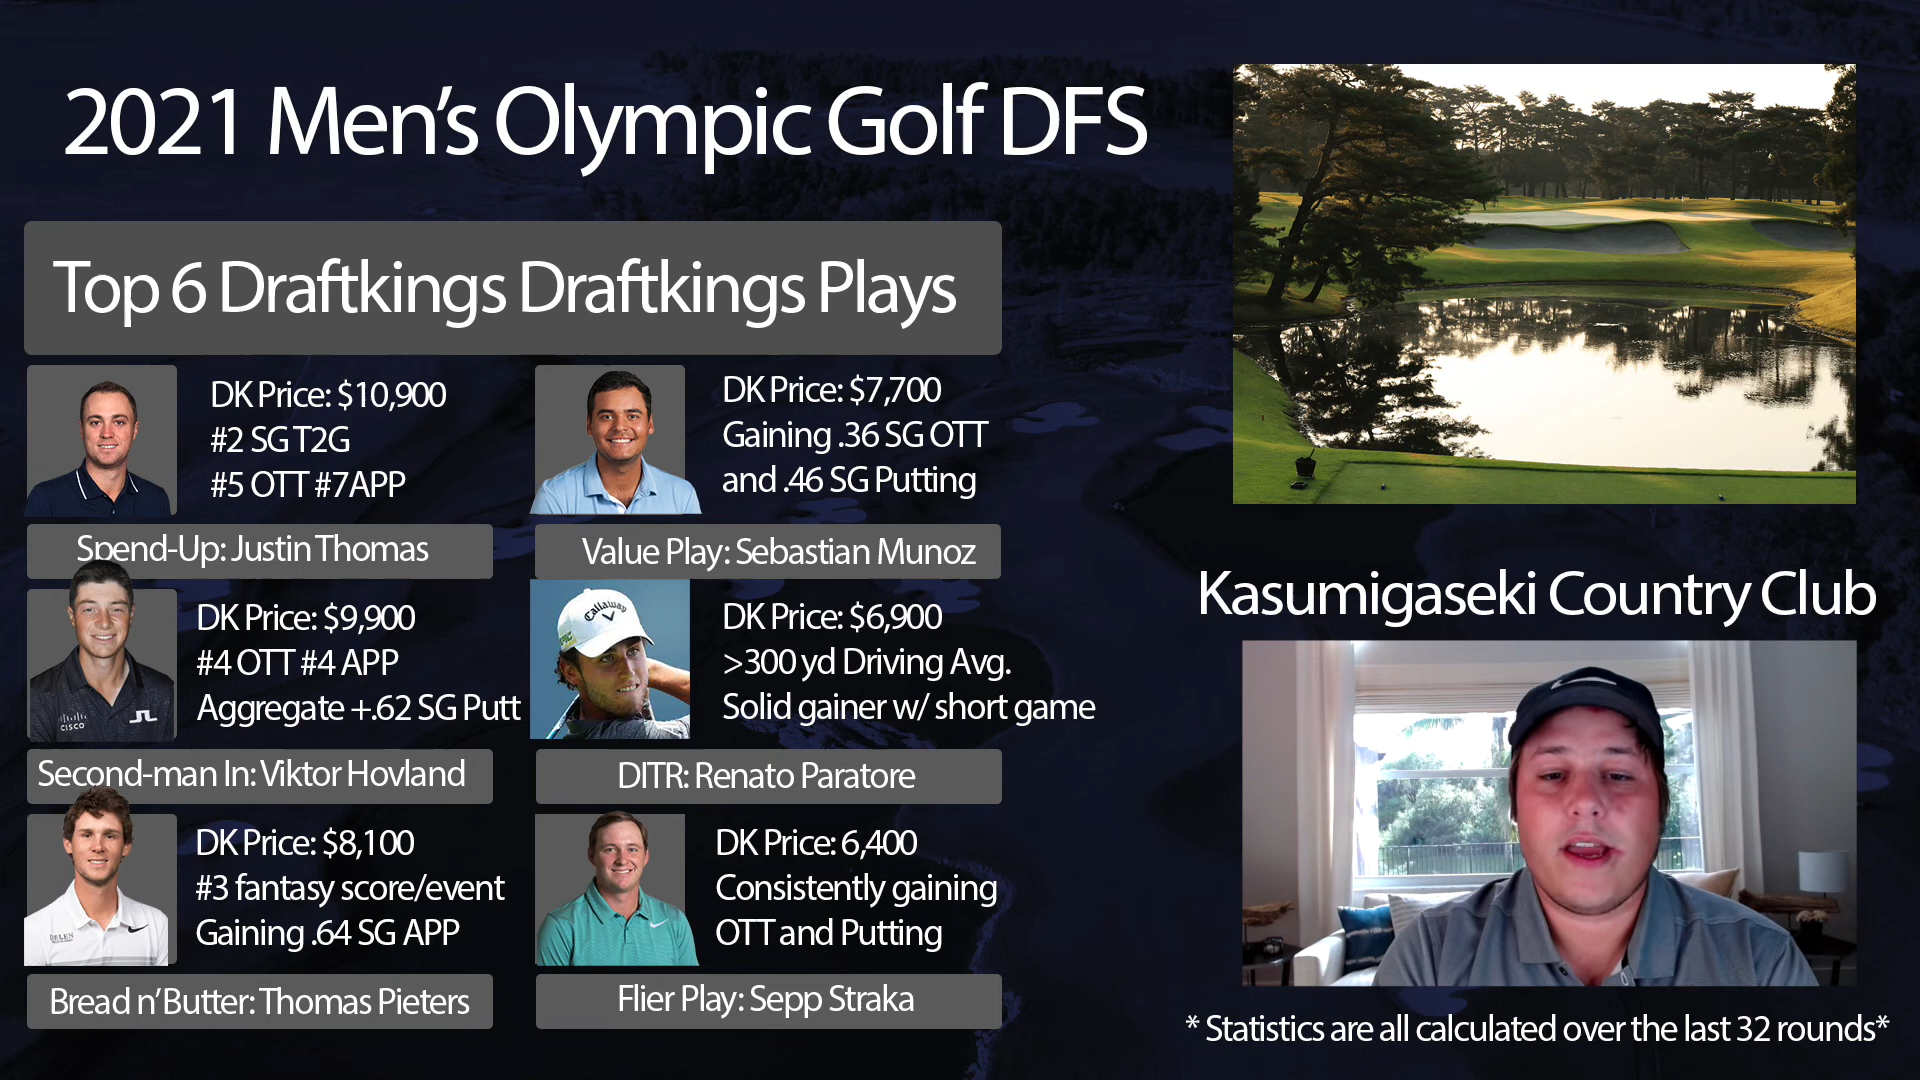 2021 Men's Olympic Golf DFS
Top 6 Draftkings Draftkings Plays
DK Price: $10,900
#2 SG T2G
#5 OTT #7APP
Spend-Up: Justin Thomas
DK Price: $7,700
Gaining .36 SG OTT
and .46 SG Putting
Value Play: Sebastian Munoz
DK Price: $9,900
#4 OTT #4 APP
Aggregate +.62 SG Putt
CISCO
Second-man In: Viktor Hovland
Callaway
DK Price: $6,900
>300 yd Driving Avg.
Solid gainer w/ short game
DITR: Renato Paratore
DK Price: $8,100
#3 fantasy score/event
Gaining .64 SG APP
Bread n' Butter: Thomas Pieters
DK Price: 6,400
Consistently gaining
OTT and Putting
Flier Play: Sepp Straka
Kasumigaseki Country Club
* Statistics are all calculated over the last 32 rounds*